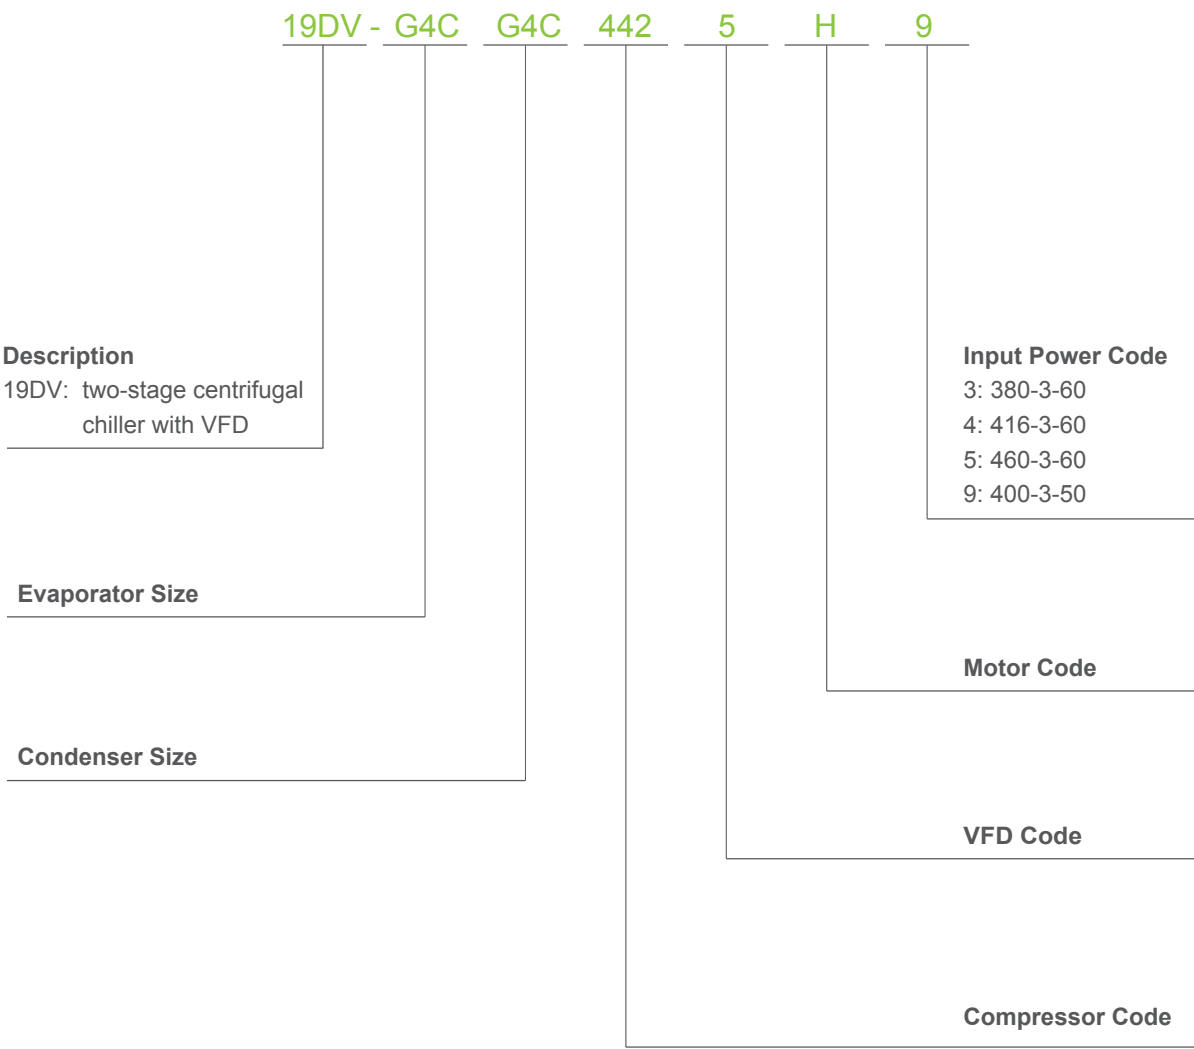 19DV - G4C G4C 442 5 H 9
Description
19DV: two-stage centrifugal
chiller with VFD
Input Power Code
3: 380-3-60
4: 416-3-60
5: 460-3-60
9: 400-3-50
Evaporator Size
Motor Code
Condenser Size
VFD Code
Compressor Code